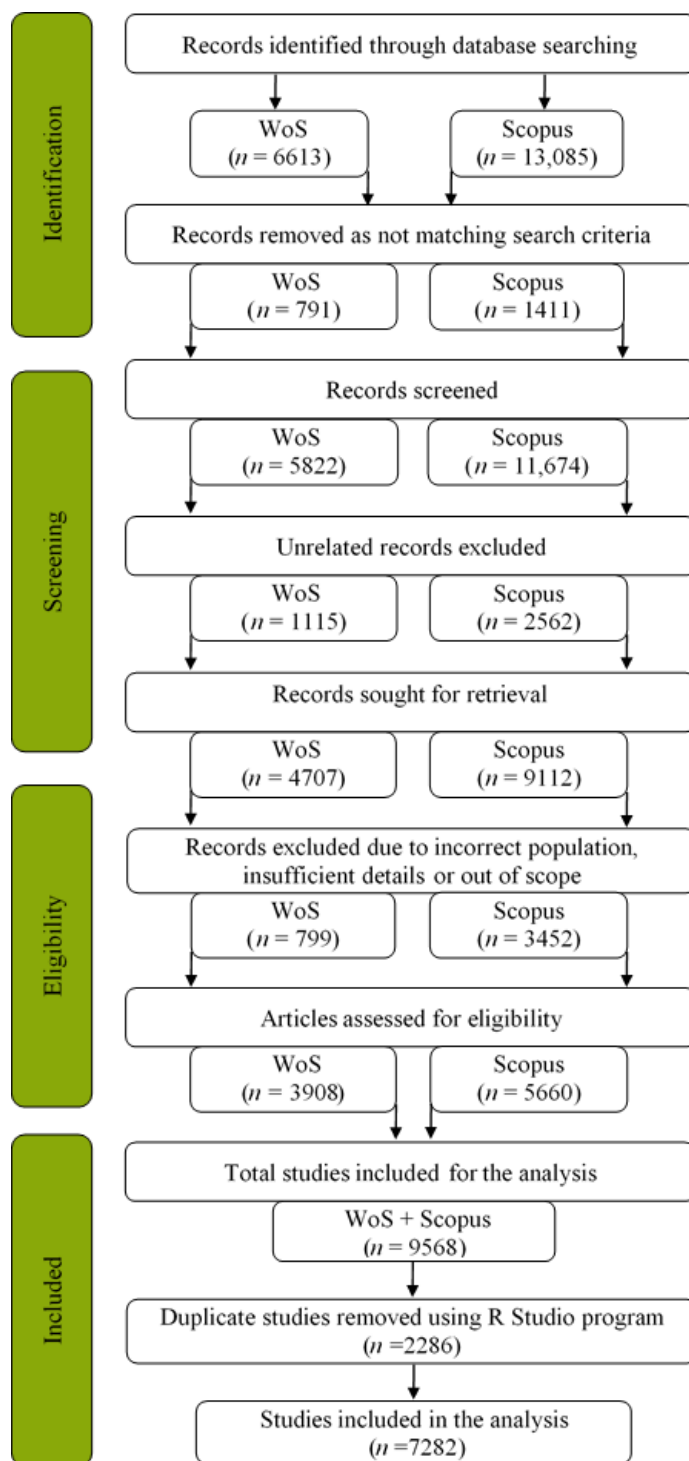 Identification
Records identified through database searching
WoS
(n = 6613)
Scopus
(n = 13,085)
Records removed as not matching search criteria
WoS
(n = 791)
Scopus
(n = 1411)
Screening
Records screened
WoS
(n = 5822)
Scopus
(n = 11,674)
Unrelated records excluded
WoS
(n = 1115)
Scopus
(n = 2562)
Records sought for retrieval
WoS
(n = 4707)
Scopus
(n = 9112)
Eligibility
Records excluded due to incorrect population,
insufficient details or out of scope
WoS
(n = 799)
Scopus
(n = 3452)
Articles assessed for eligibility
WoS
(n = 3908)
Scopus
(n = 5660)
Included
Total studies included for the analysis
WoS + Scopus
(n = 9568)
Duplicate studies removed using R Studio program
(n =2286)
Studies included in the analysis
(n =7282)